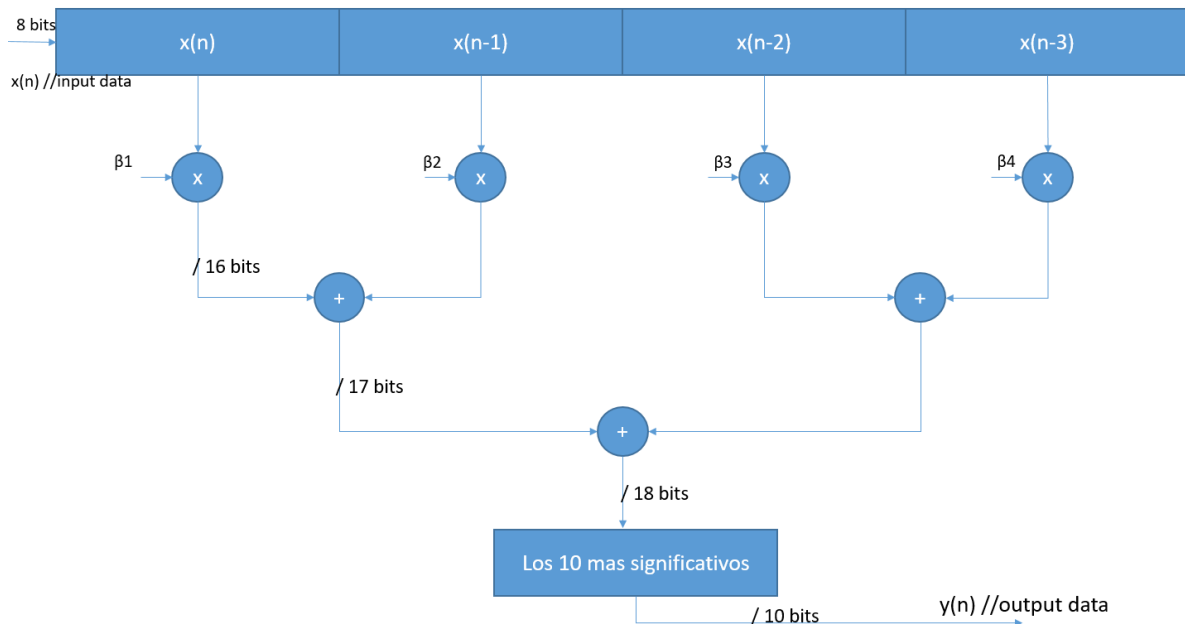 8 bits
x(n)
x(n-1)
x(n-2)
x(n-3)
x(n) //input data
β1
x
β2
x
β3
x
β4
x
/ 16 bits
+
+
/ 17 bits
+
/ 18 bits
Los 10 mas significativos
y(n) //output data
/ 10 bits